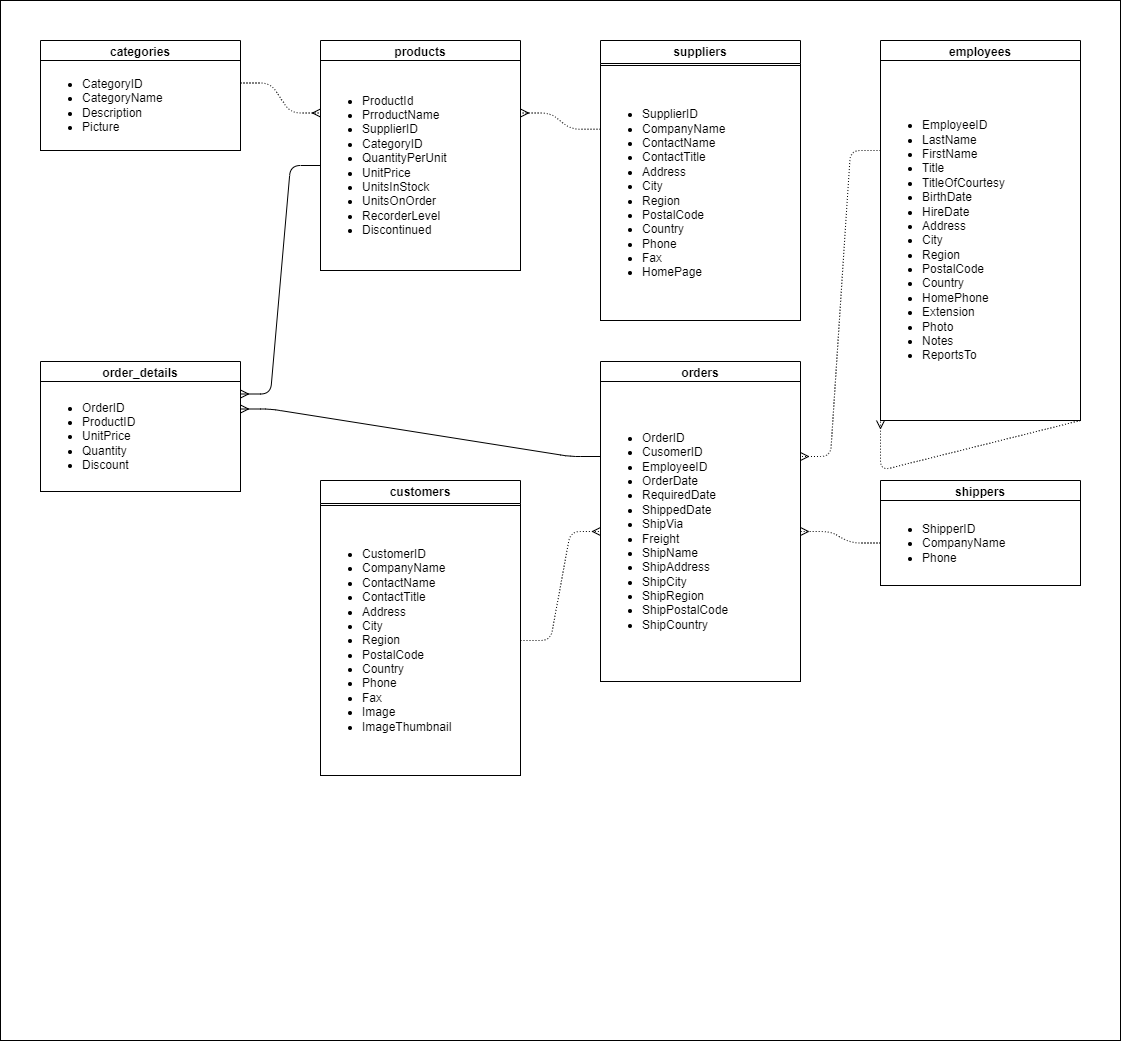 categories
CategoryID
CategoryName
Description
Picture
products
ProductId
PrroductName
SupplierID
CategoryID
QuantityPerUnit
UnitPrice
UnitsInStock
UnitsOnOrder
RecorderLevel
Discontinued
suppliers
SupplierID
CompanyName
ContactName
ContactTitle
Address
City
Region
PostalCode
Country
Phone
Fax
HomePage
employees
EmployeeID
LastName
FirstName
Title
TitleOfCourtesy
BirthDate
HireDate
Address
City
Region
PostalCode
Country
HomePhone
Extension
Photo
Notes
ReportsTo
order_details
OrderID
ProductID
UnitPrice
Quantity
Discount
customers
CustomerID
CompanyName
ContactName
ContactTitle
Address
City
Region
PostalCode
Country
Phone
Fax
Image
ImageThumbnail
orders
OrderID
CusomerID
EmployeeID
OrderDate
RequiredDate
ShippedDate
ShipVia
Freight
ShipName
ShipAddress
ShipCity
ShipRegion
ShipPostalCode
ShipCountry
shippers
ShipperID
CompanyName
Phone